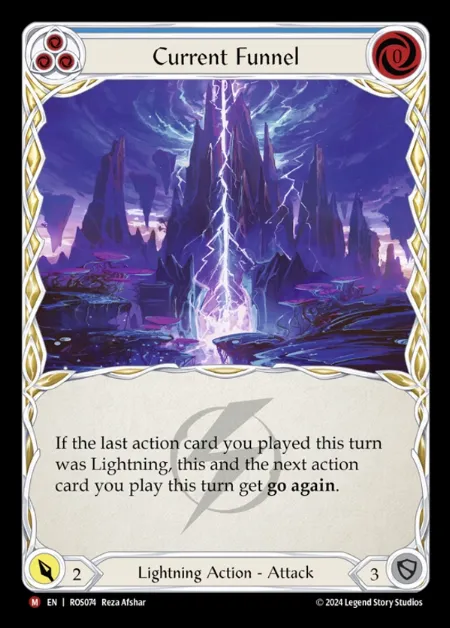 Current Funnel
0
If the last action card you played this turn
was Lightning, this and the next action
card you play this turn get go again.
2
Lightning Action - Attack
3
M EN | ROS074 Reza Afshar
© 2024 Legend Story Studios